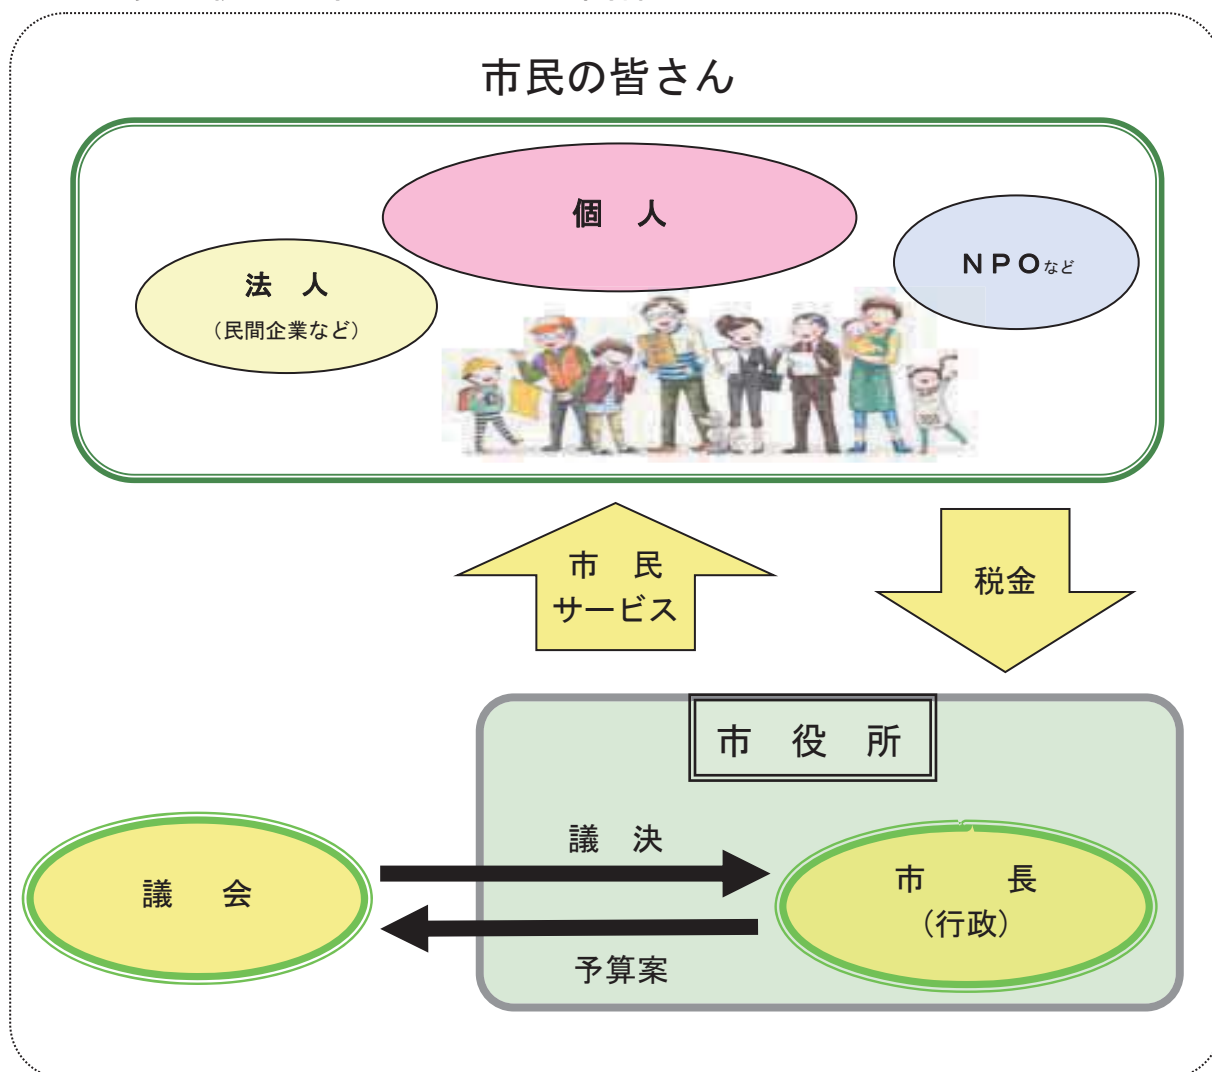 市民の皆さん
個 人
法 人
(民間企業など)
NPOなど
市 民
サービス
税金
市 役 所
議 決
議 会
市 長
(行政)
予算案